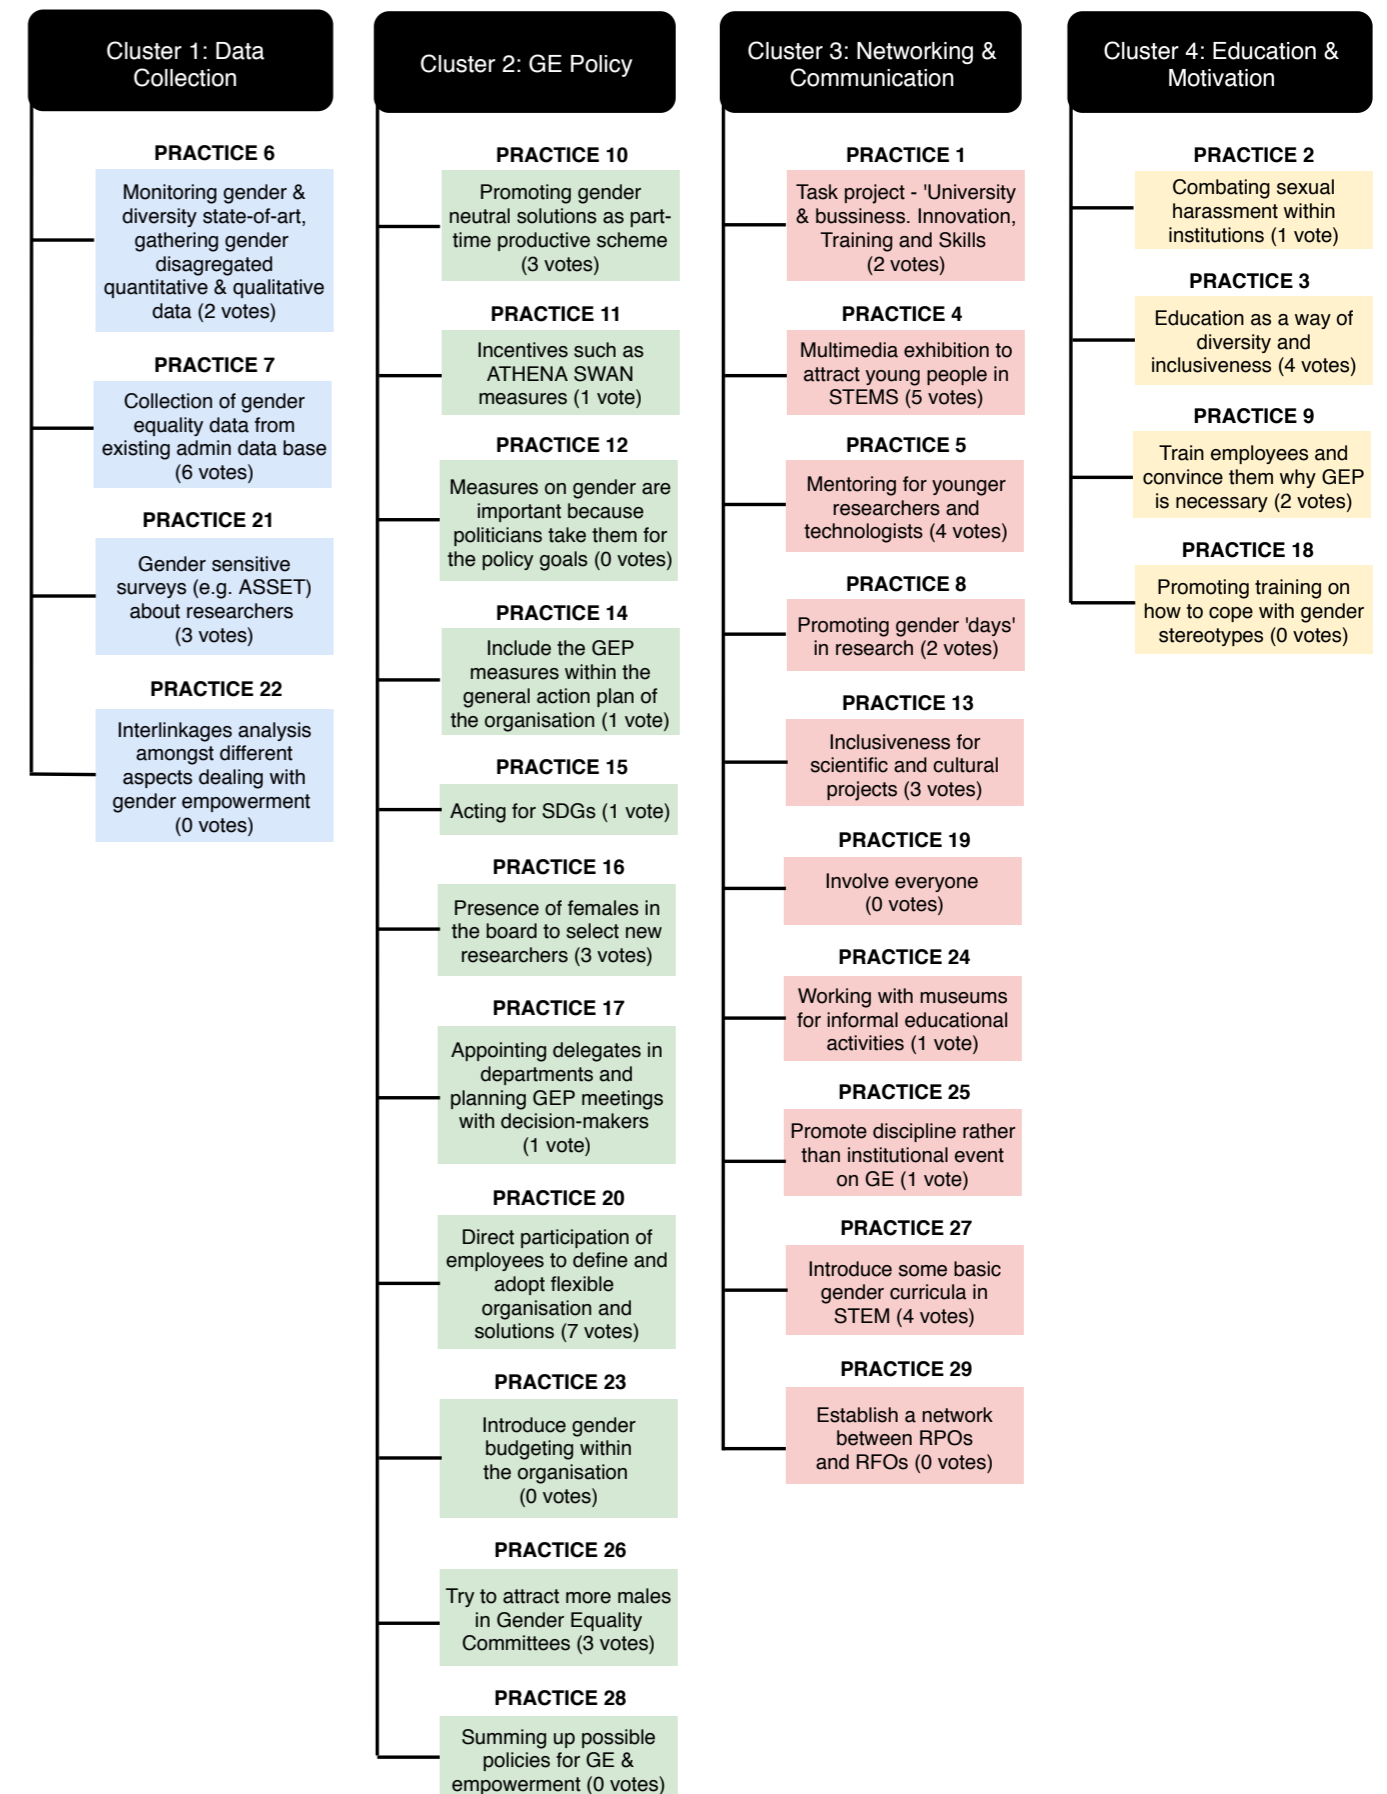 Cluster 1: Data
Collection
PRACTICE 6
Monitoring gender &
diversity state-of-art,
gathering gender
disagregated
quantitative & qualitative
data (2 votes)
PRACTICE 7
Collection of gender
equality data from
existing admin data base
(6 votes)
PRACTICE 21
Gender sensitive
surveys (e.g. ASSET)
about researchers
(3 votes)
PRACTICE 22
Interlinkages analysis
amongst different
aspects dealing with
gender empowerment
(0 votes)
Cluster 2: GE Policy
PRACTICE 10
Promoting gender
neutral solutions as part-
time productive scheme
(3 votes)
PRACTICE 11
Incentives such as
ATHENA SWAN
measures (1 vote)
PRACTICE 12
Measures on gender are
important because
politicians take them for
the policy goals (0 votes)
PRACTICE 14
Include the GEP
measures within the
general action plan of
the organisation (1 vote)
PRACTICE 15
Acting for SDGs (1 vote)
PRACTICE 16
Presence of females in
the board to select new
researchers (3 votes)
PRACTICE 17
Appointing delegates in
departments and
planning GEP meetings
with decision-makers
(1 vote)
PRACTICE 20
Direct participation of
employees to define and
adopt flexible
organisation and
solutions (7 votes)
PRACTICE 23
Introduce gender
budgeting within
the organisation
(0 votes)
PRACTICE 26
Try to attract more males
in Gender Equality
Committees (3 votes)
PRACTICE 28
Summing up possible
policies for GE &
empowerment (0 votes)
Cluster 3: Networking &
Communication
PRACTICE 1
Task project - 'University
& bussiness. Innovation,
Training and Skills
(2 votes)
PRACTICE 4
Multimedia exhibition to
attract young people in
STEMS (5 votes)
PRACTICE 5
Mentoring for younger
researchers and
technologists (4 votes)
PRACTICE 8
Promoting gender 'days'
in research (2 votes)
PRACTICE 13
Inclusiveness for
scientific and cultural
projects (3 votes)
PRACTICE 19
Involve everyone
(0 votes)
PRACTICE 24
Working with museums
for informal educational
activities (1 vote)
PRACTICE 25
Promote discipline rather
than institutional event
on GE (1 vote)
PRACTICE 27
Introduce some basic
gender curricula in
STEM (4 votes)
PRACTICE 29
Establish a network
between RPOs
and RFOs (0 votes)
Cluster 4: Education &
Motivation
PRACTICE 2
Combating sexual
harassment within
institutions (1 vote)
PRACTICE 3
Education as a way of
diversity and
inclusiveness (4 votes)
PRACTICE 9
Train employees and
convince them why GEP
is necessary (2 votes)
PRACTICE 18
Promoting training on
how to cope with gender
stereotypes (0 votes)